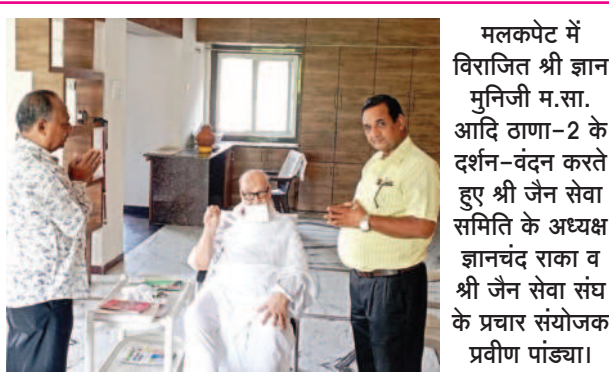 मलकपेट में
विराजित श्री ज्ञान
मुनिजी म.सा.
आदि ठाणा-2 के
दर्शन-वंदन करते
हुए श्री जैन सेवा
समिति के अध्यक्ष
ज्ञानचंद राका व
श्री जैन सेवा संघ
के प्रचार संयोजक
प्रवीण पांड्या।